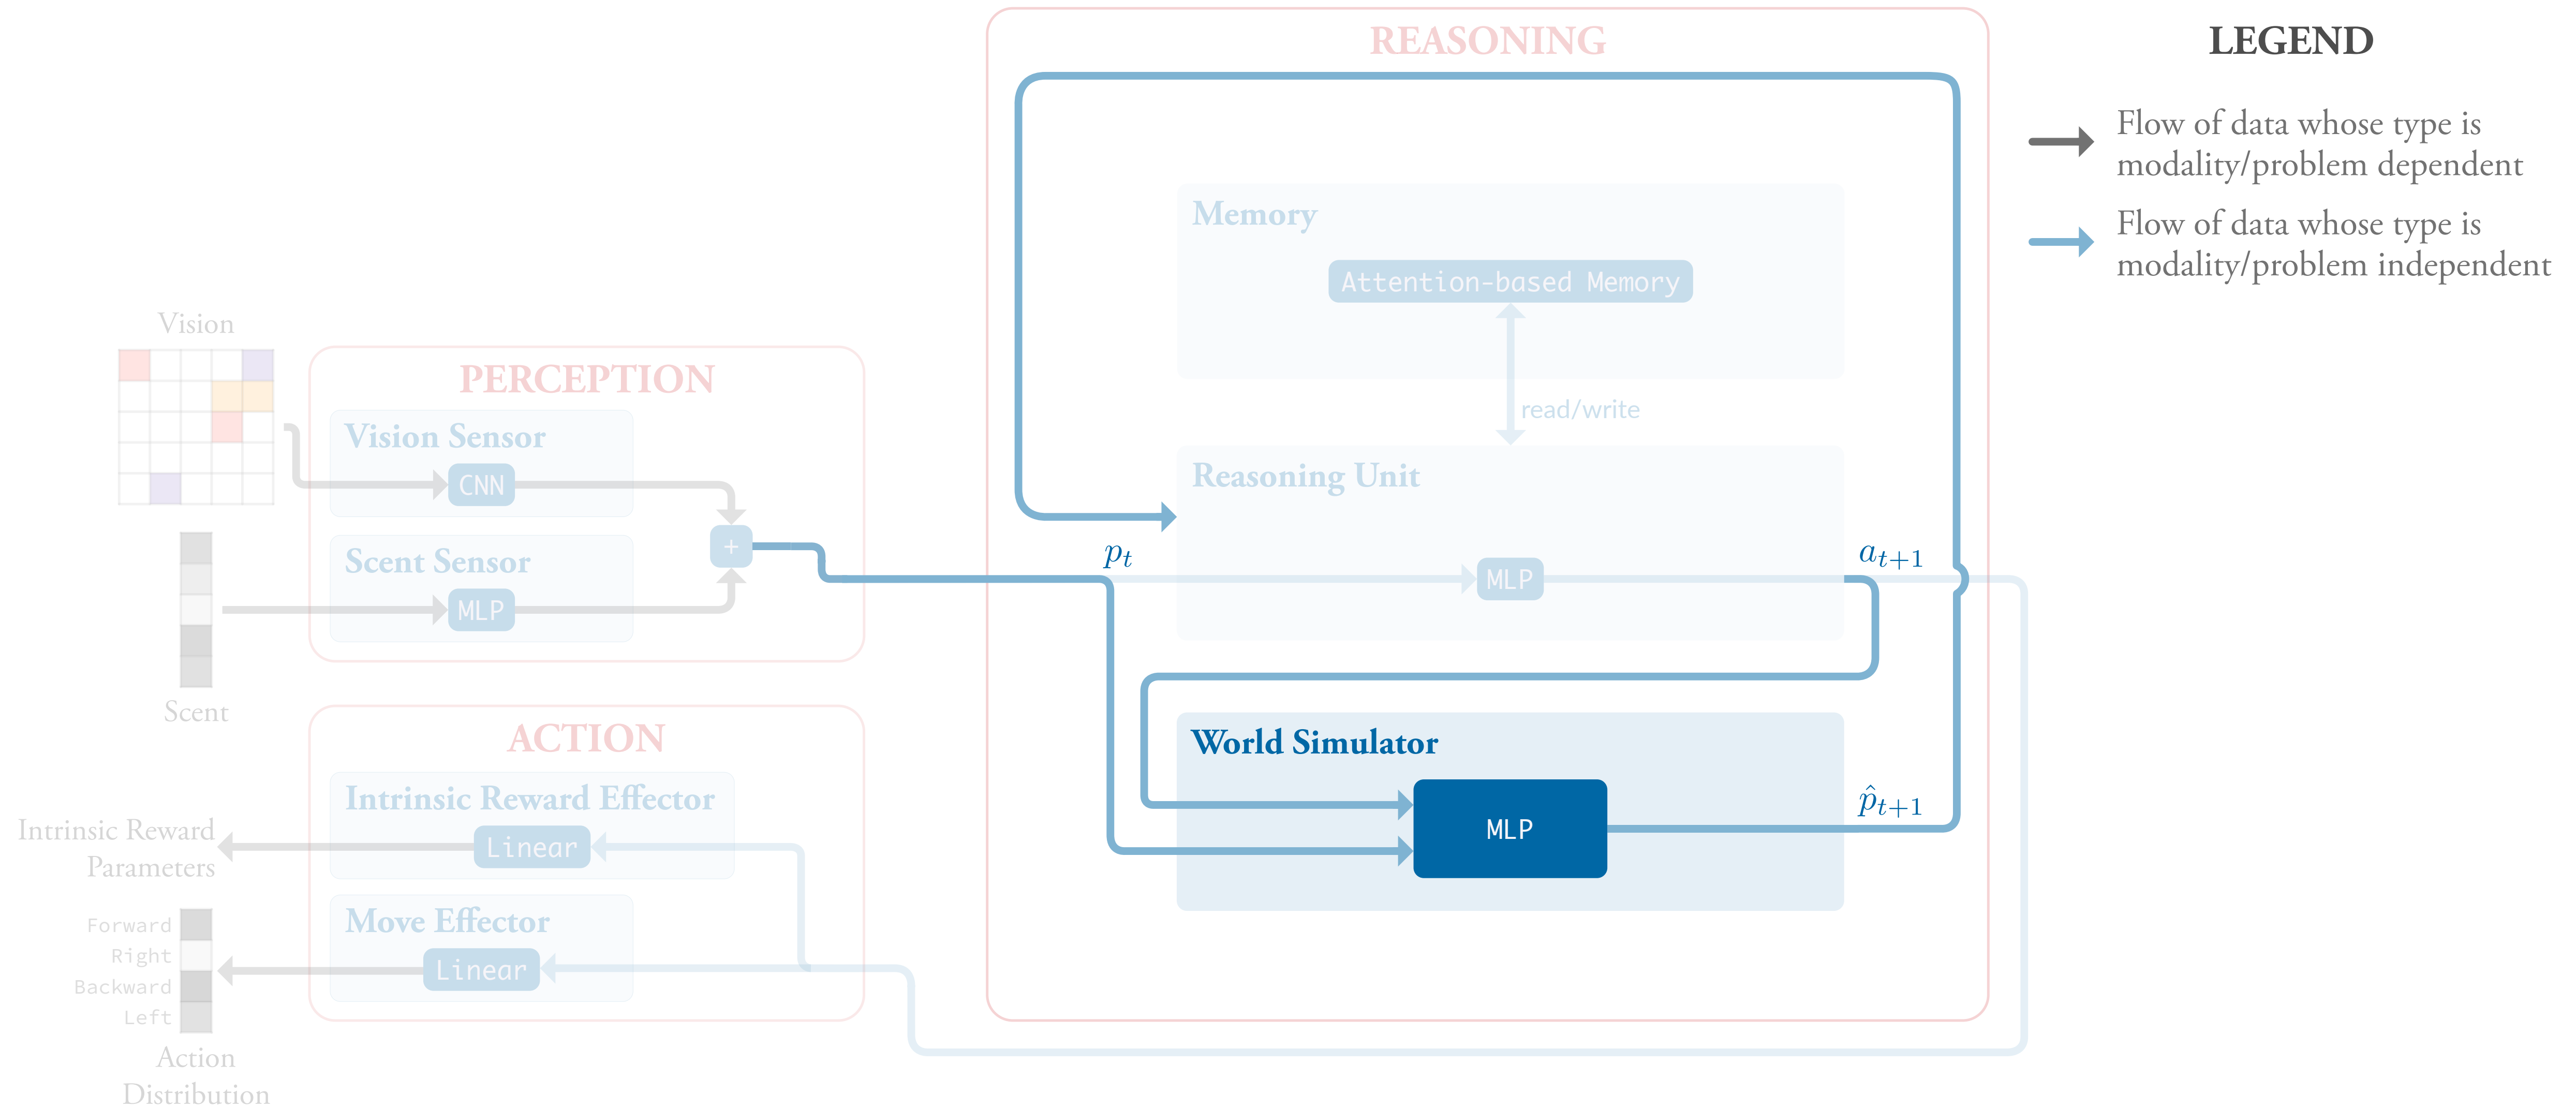 REASONING
LEGEND
Flow of data whose type is
modality/problem dependent
Flow of data whose type is
modality/problem independent
Memory
Attention-based Memory
read/write
Reasoning Unit
MLP
Vision
PERCEPTION
Vision Sensor
CNN
+
Scent Sensor
MLP
Scent
p_t
a_{t+1}
World Simulator
MLP
\hat{p}_{t+1}
ACTION
Intrinsic Reward Effector
Linear
Intrinsic Reward
Parameters
Move Effector
Linear
Forward
Right
Backward
Left
Action
Distribution